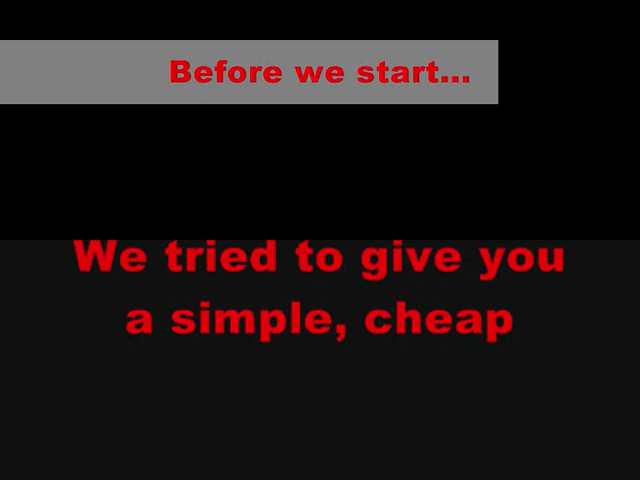 Before we start...
We tried to give you
a simple, cheap